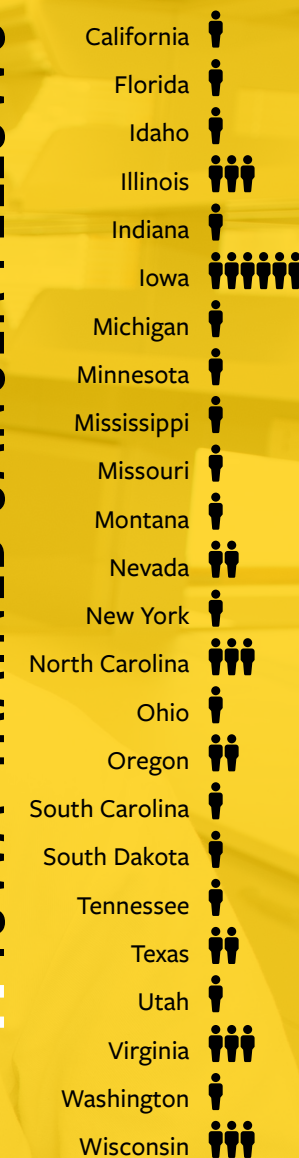 California
Florida
Idaho
Illinois
Indiana
Iowa
Michigan
Minnesota
Mississippi
Missouri
Montana
Nevada
New York
North Carolina
Ohio
Oregon
South Carolina
South Dakota
Tennessee
Texas
Utah
Virginia
Washington
Wisconsin